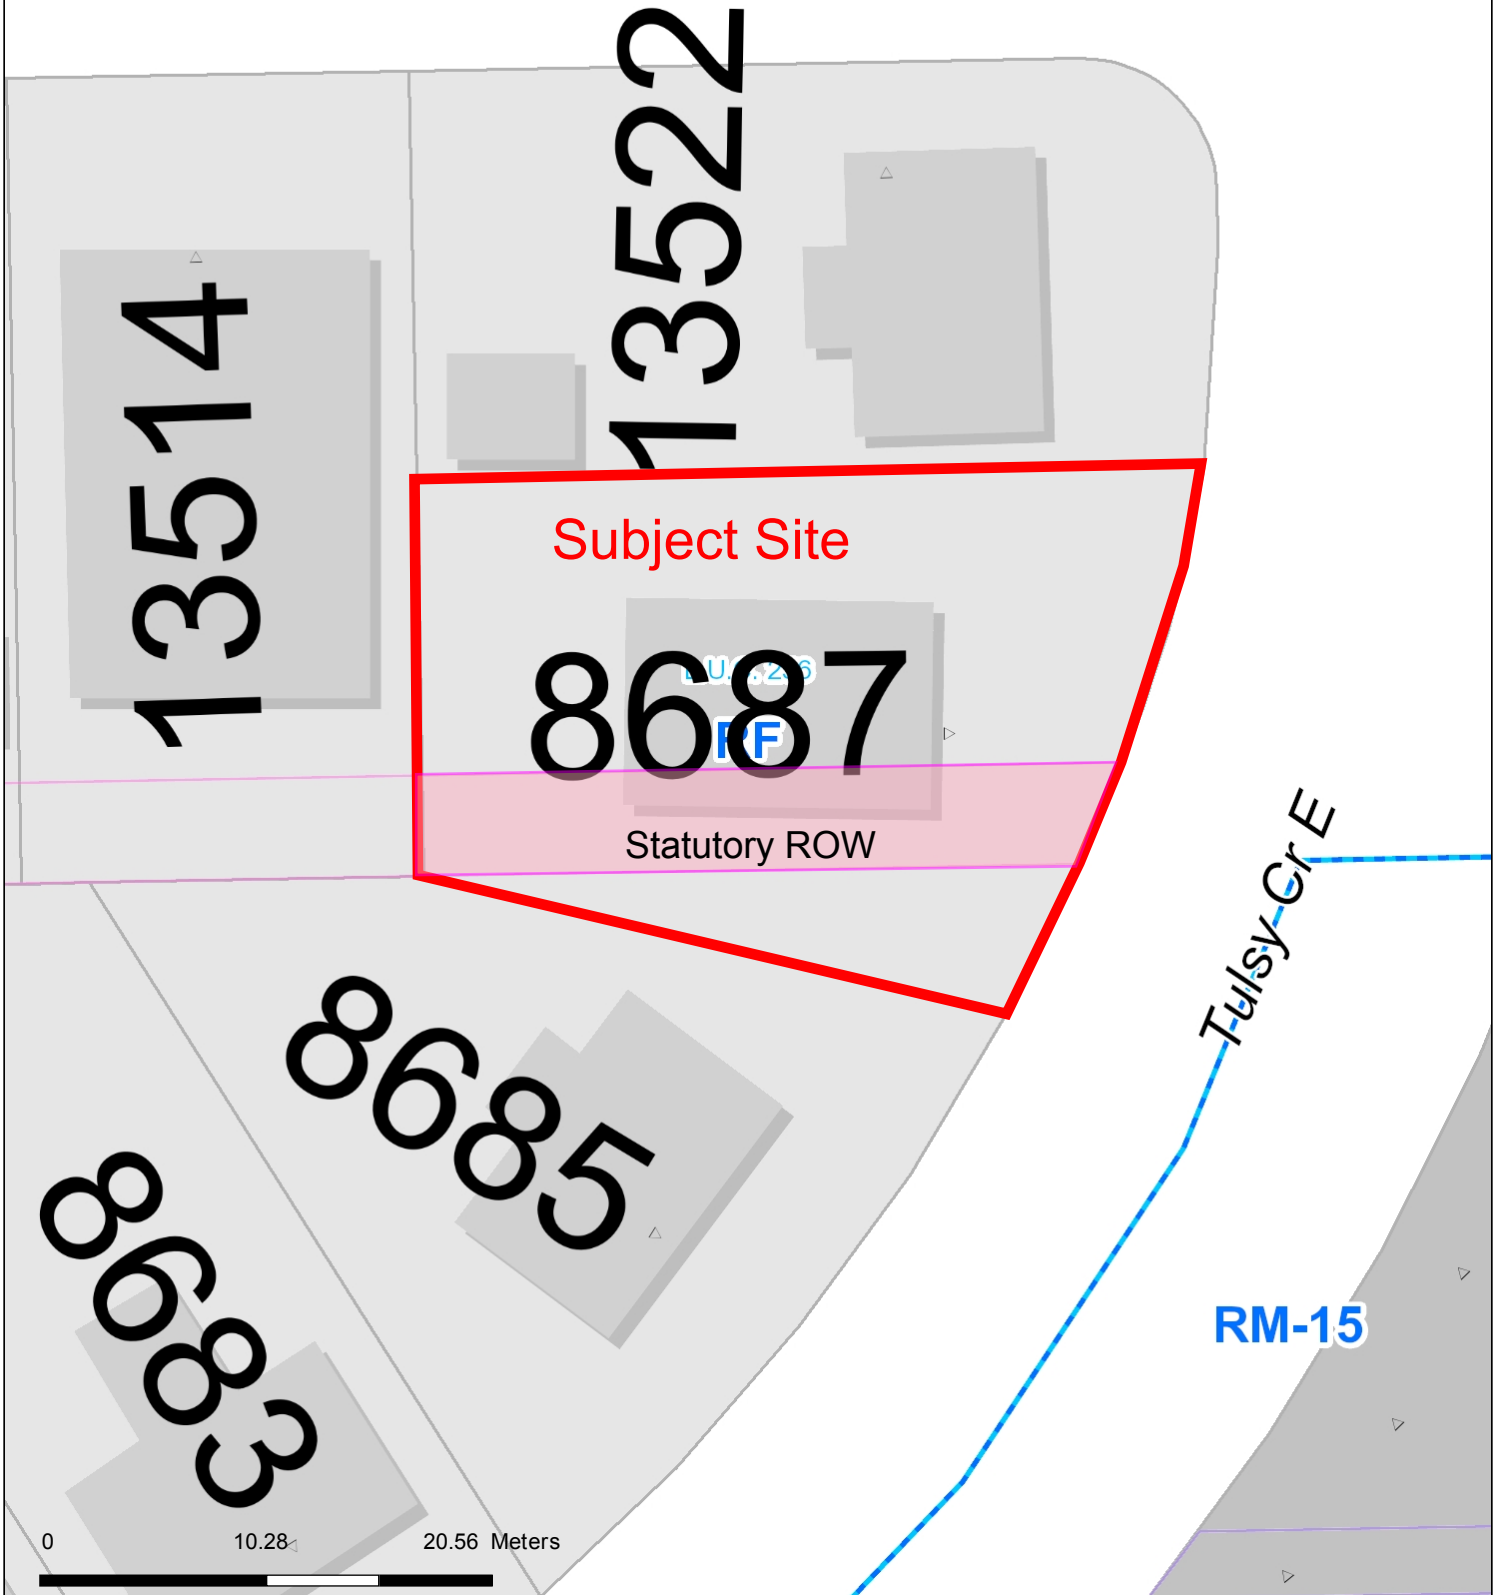 13522
13514
Subject Site
8687
RF
Statutory ROW
Tulsy Cr E
8685
8683
RM-15
0 10.28 20.56 Meters